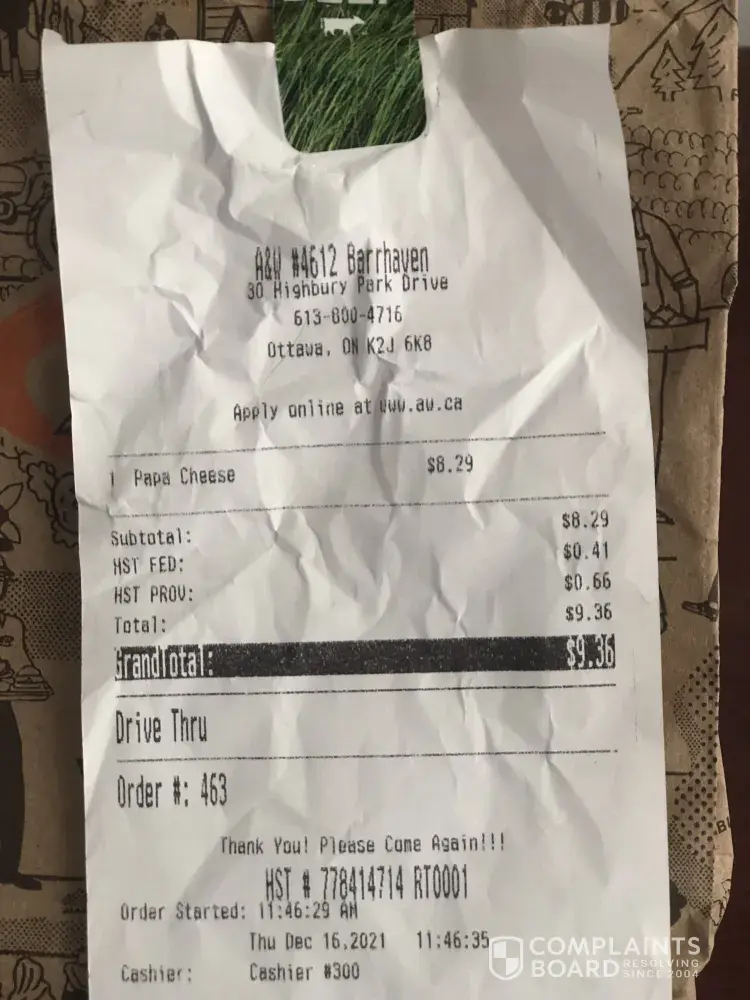 A&W #4612 Barrhaven
30 Highbury Park Drive
613-800-4716
Ottawa, ON K2J 6K8
Apply online at www.aw.ca
1 Papa Cheese $8.29
Subtotal: $8.29
HST FED: $0.41
HST PROV: $0.66
Total: $9.36
GrandTotal: $9.36
Drive Thru
Order #: 463
Thank You! Please Come Again!!!
HST # 778414714 RT0001
Order Started: 11:46:29 AM
Thu Dec 16,2021 11:46:35
Cashier: Cashier #300
COMPLAINTS
BOARD RESOLVING
SINCE 2004